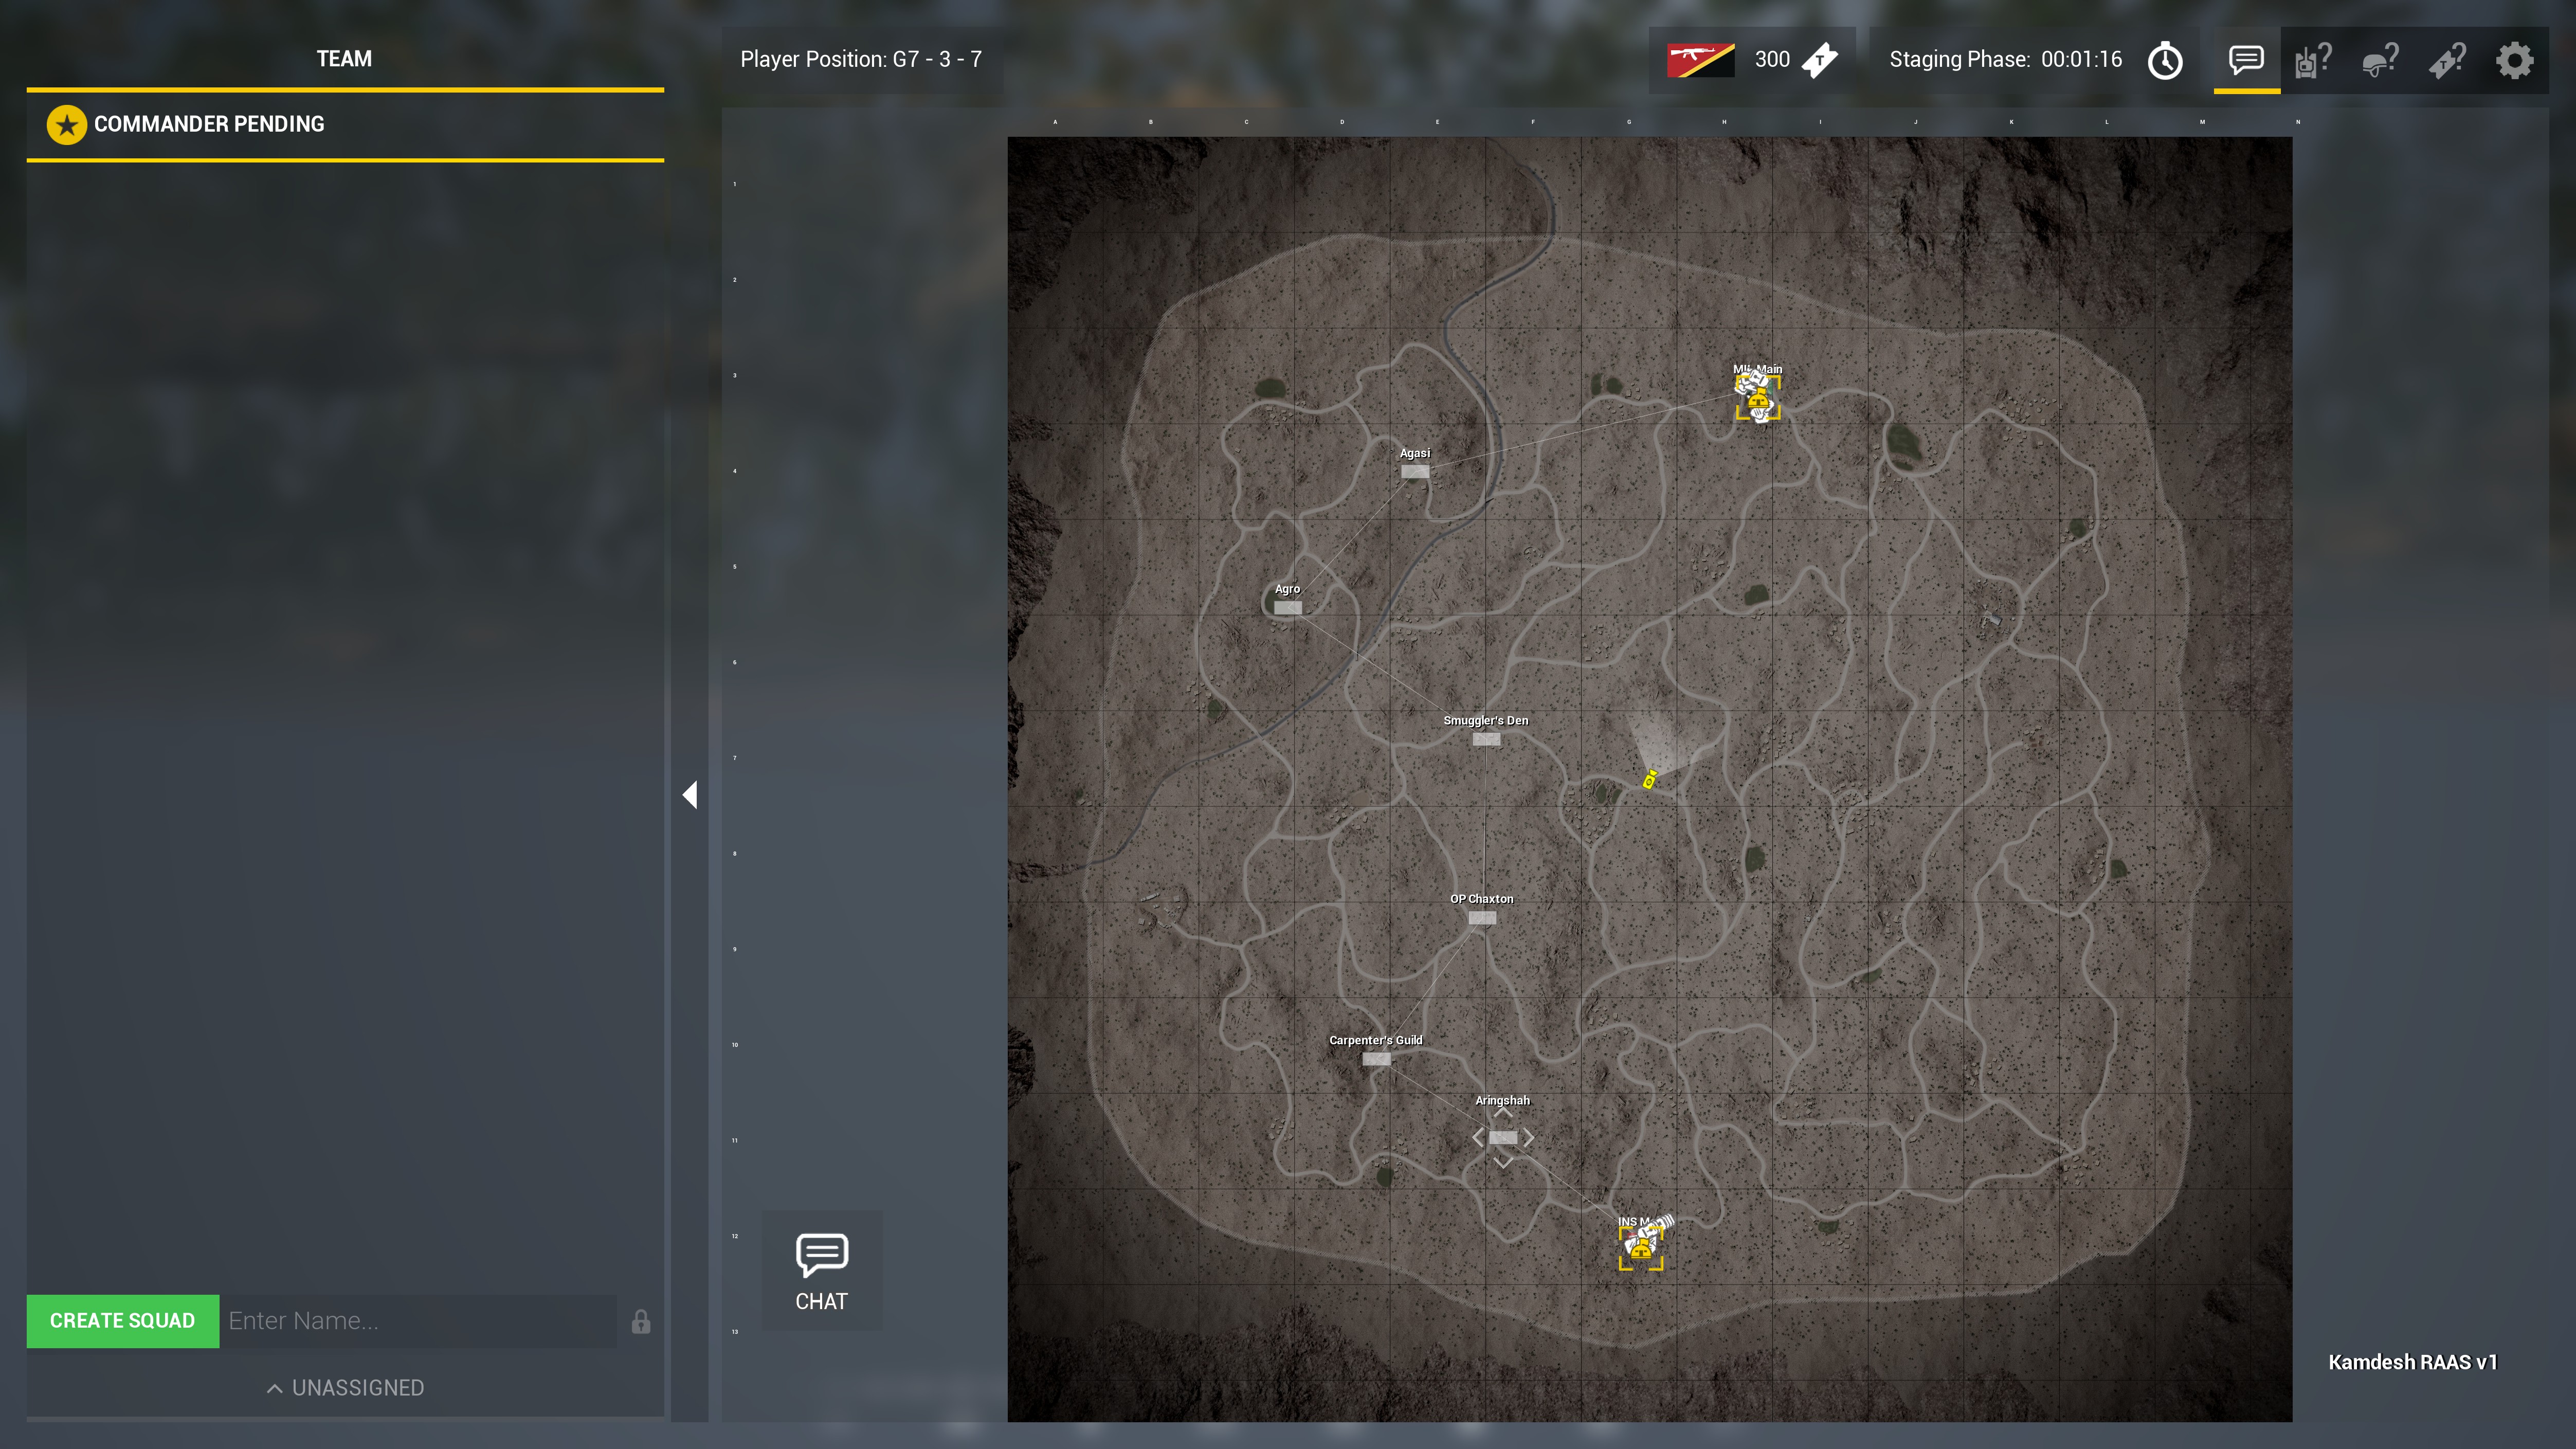 TEAM
COMMANDER PENDING
CREATE SQUAD
Enter Name...
UNASSIGNED
Player Position: G7 - 3 - 7
300
T
Staging Phase: 00:01:16
A B C D E F G H I J K L M N
1
2
3
4
5
6
7
8
9
10
11
12
13
Main
Agasi
Agro
Smuggler's Den
OP Chaxton
Carpenter's Guild
Aringshah
INS M
CHAT
Kamdesh RAAS v1